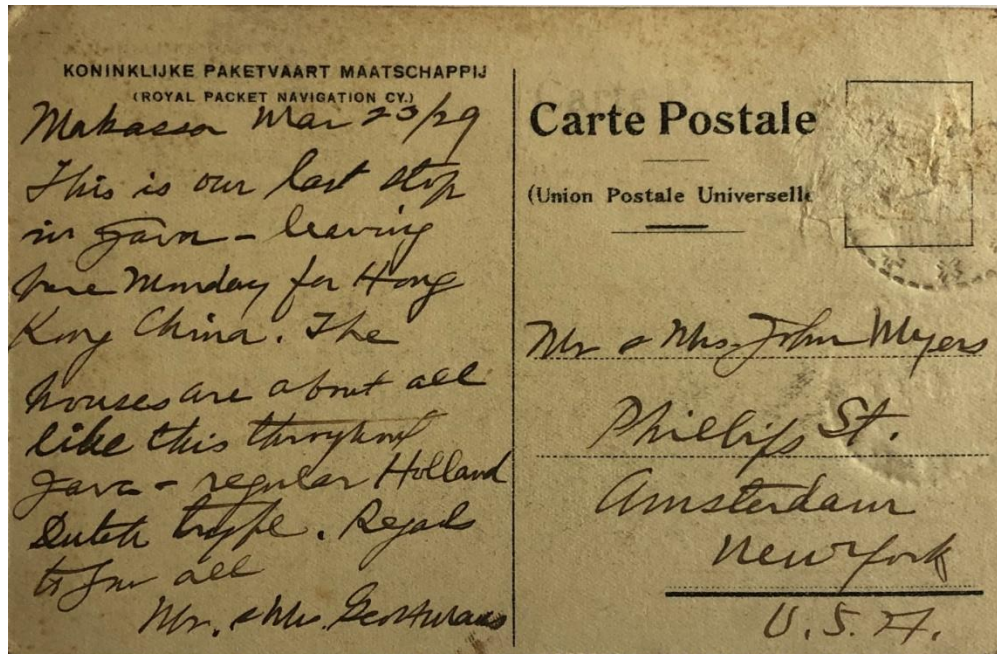 KONINKLIJKE PAKETVAART MAATSCHAPPIJ
(ROYAL PACKET NAVIGATION CY.)
Makassa Mar 23/29
This is our last stop
in Java - leaving
here Monday for Hong
Kong China. The
houses are about all
like this throughout
Java - regular Holland
Dutch type. Regads
to you all
Mr. & Mrs. Geo
Carte Postale
(Union Postale Universelle
Mr & Mrs. John Myers
Phillips St.
Amsterdam
New York
U.S.A.